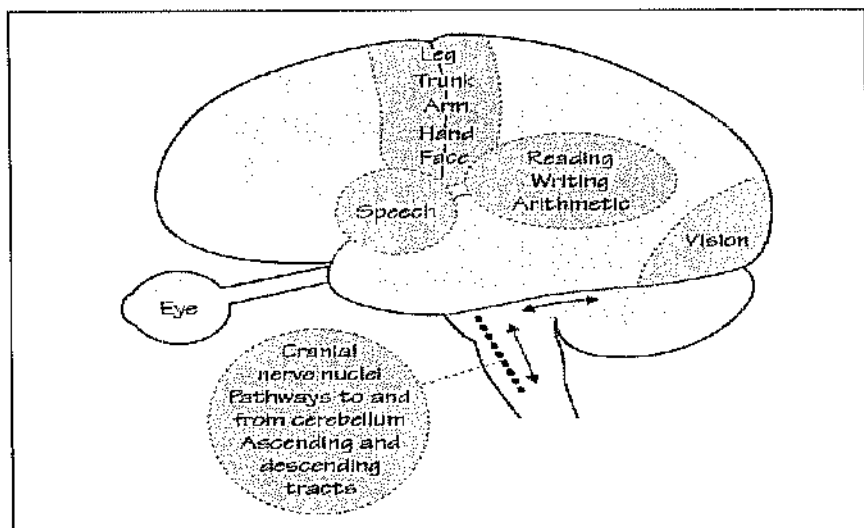 Leg
Trunk
Arm
Hand
Face
Reading
Writing
Arithmetic
Speech
Vision
Eye
Cranial
nerve nuclei
Pathways to and
from cerebellum
Ascending and
descending
tracts